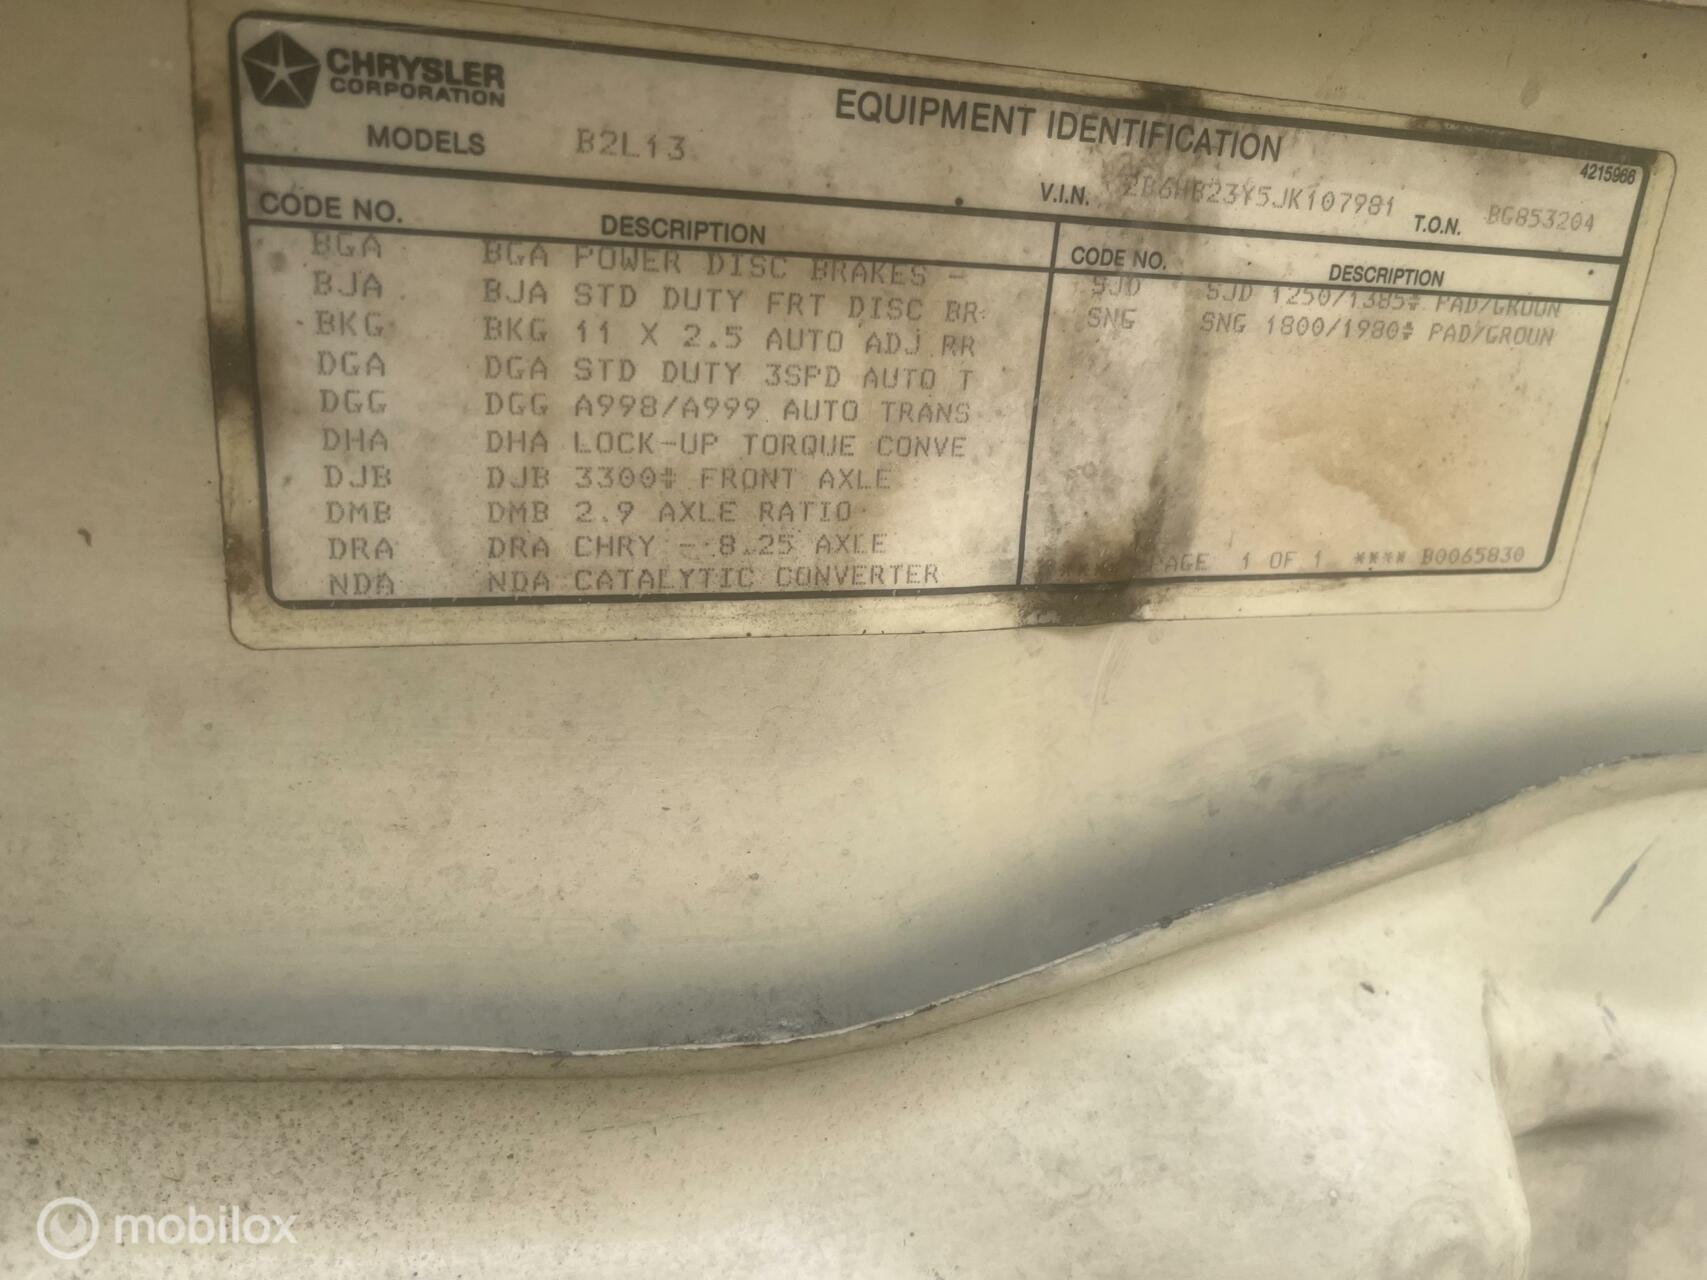 CHRYSLER
CORPORATION
EQUIPMENT IDENTIFICATION
MODELS B2L13
4215966
V.I.N. 2B6HB23Y5JK107981 T.O.N. BG853204
CODE NO. DESCRIPTION
BGA BGA POWER DISC BRAKES -
BJA BJA STD DUTY FRT DISC BR
BKG BKG 11 X 2.5 AUTO ADJ RR
DGA DGA STD DUTY 3SPD AUTO T
DGG DGG A998/A999 AUTO TRANS
DHA DHA LOCK-UP TORQUE CONVE
DJB DJB 3300# FRONT AXLE
DMB DMB 2.9 AXLE RATIO
DRA DRA CHRY - 8.25 AXLE
NDA NDA CATALYTIC CONVERTER
CODE NO. DESCRIPTION
SJD SJD 1250/1385# PAD/GROUN
SNG SNG 1800/1980# PAD/GROUN
PAGE 1 OF 1 **** B0065830
mobilox